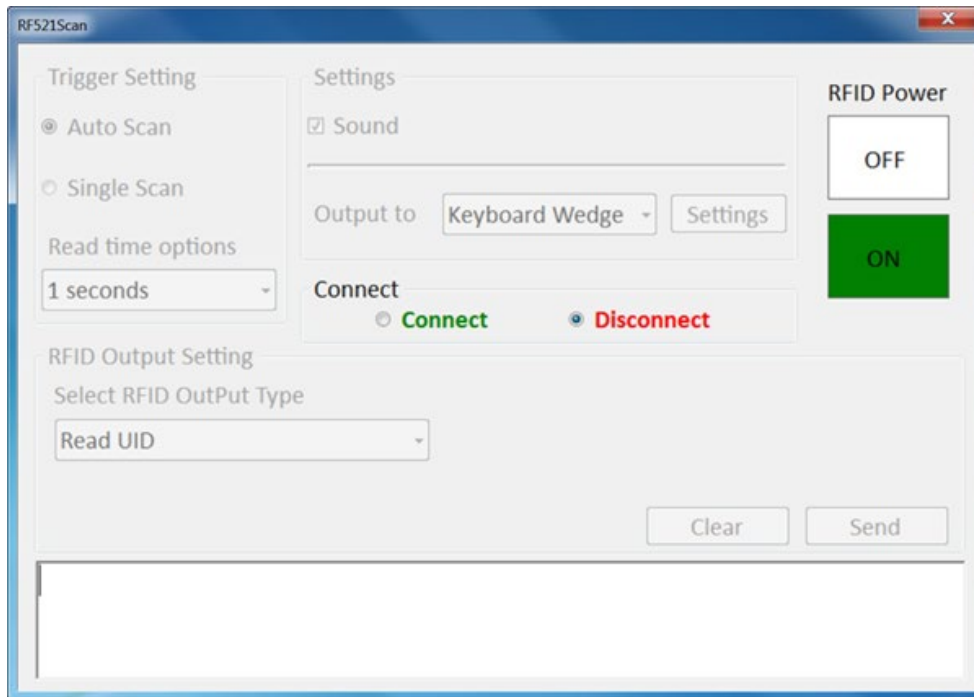 RF521Scan
X
Trigger Setting
Auto Scan
Single Scan
Read time options
1 seconds
Settings
Sound
Output to Keyboard Wedge Settings
Connect
Connect Disconnect
RFID Power
OFF
ON
RFID Output Setting
Select RFID OutPut Type
Read UID
Clear Send